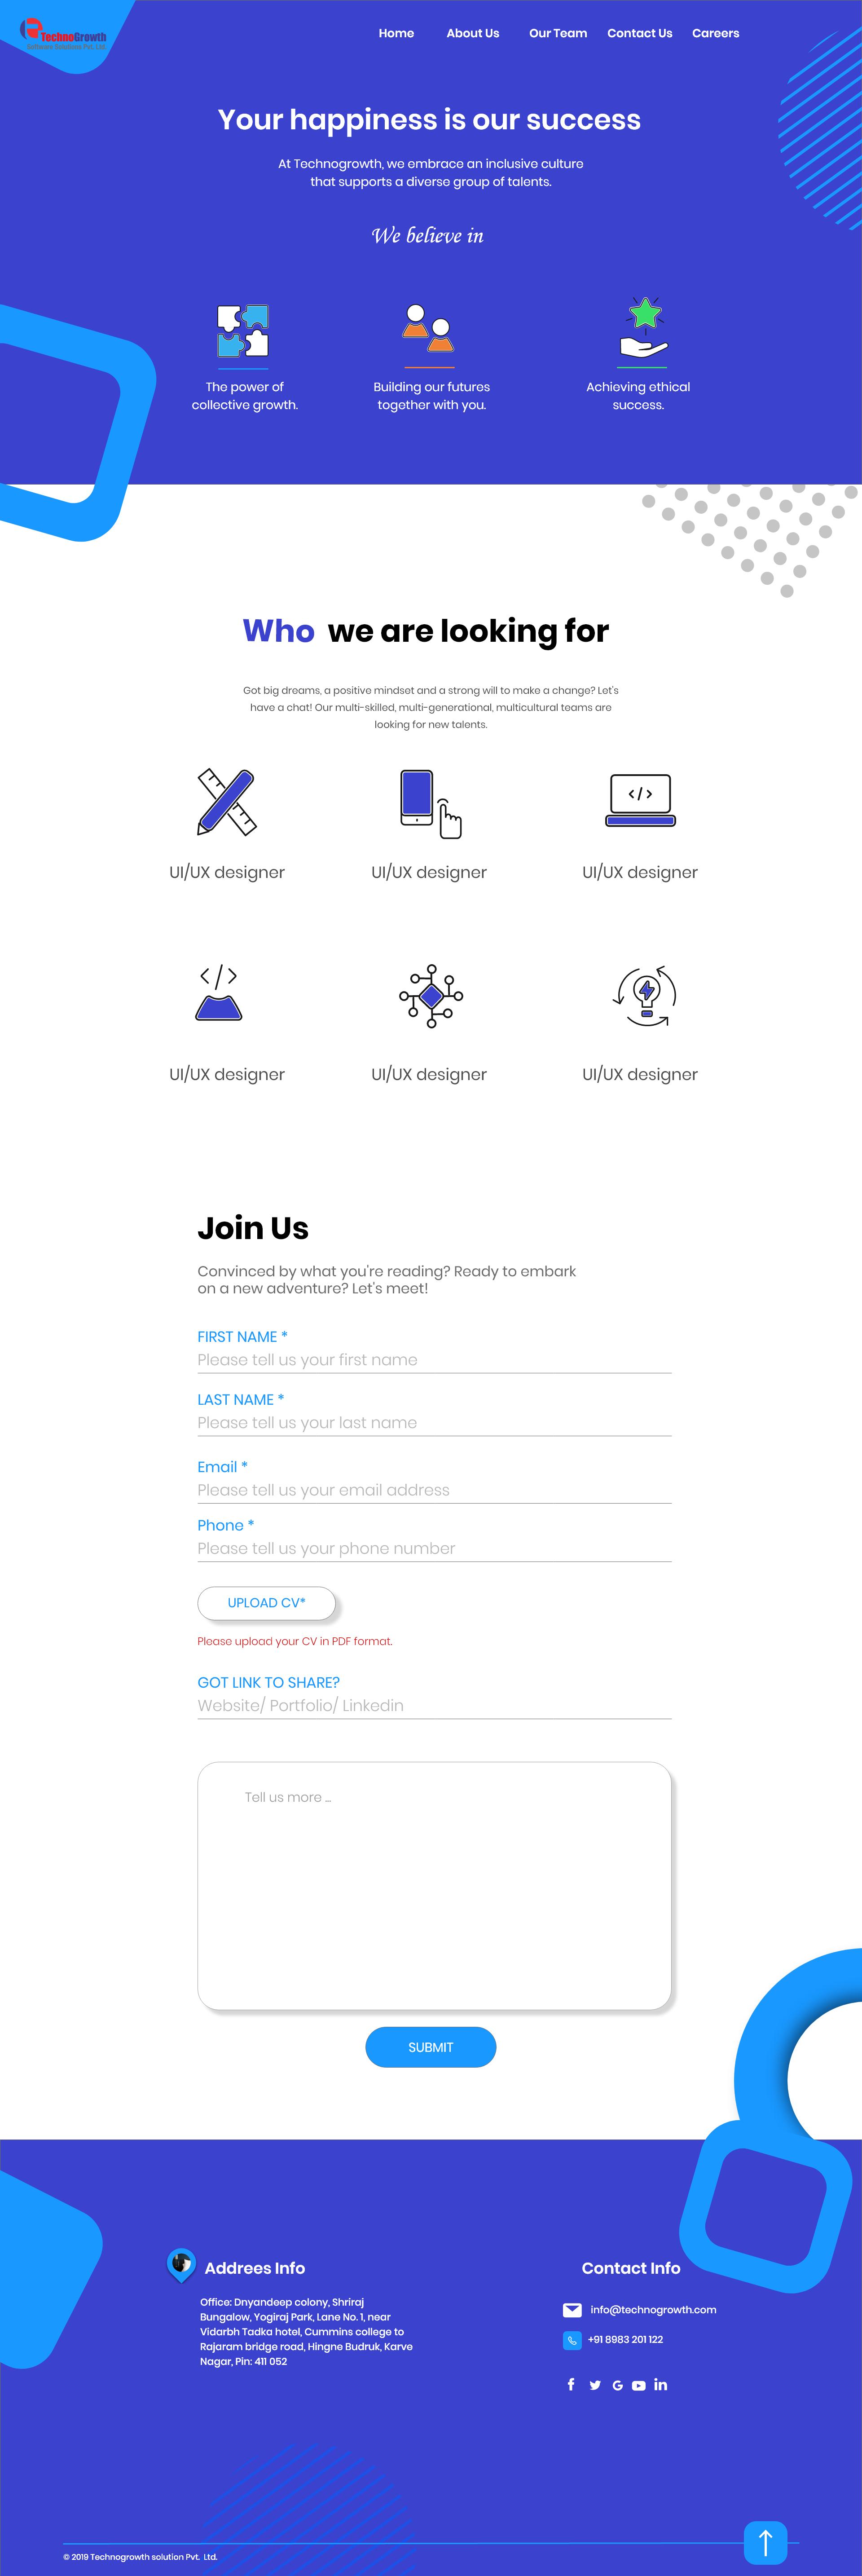 TechnoGrowth
Software Solutions Pvt. Ltd.
Home About Us Our Team Contact Us Careers
Your happiness is our success
At Technogrowth, we embrace an inclusive culture
that supports a diverse group of talents.
We believe in
The power of
collective growth.
Building our futures
together with you.
Achieving ethical
success.
Who we are looking for
Got big dreams, a positive mindset and a strong will to make a change? Let's
have a chat! Our multi-skilled, multi-generational, multicultural teams are
looking for new talents.
</>
UI/UX designer UI/UX designer UI/UX designer
</>
UI/UX designer UI/UX designer UI/UX designer
Join Us
Convinced by what you're reading? Ready to embark
on a new adventure? Let's meet!
FIRST NAME *
Please tell us your first name
LAST NAME *
Please tell us your last name
Email *
Please tell us your email address
Phone *
Please tell us your phone number
UPLOAD CV*
Please upload your CV in PDF format.
GOT LINK TO SHARE?
Website/ Portfolio/ Linkedin
Tell us more ...
SUBMIT
Addrees Info
Office: Dnyandeep colony, Shriraj
Bungalow, Yogiraj Park, Lane No. 1, near
Vidarbh Tadka hotel, Cummins college to
Rajaram bridge road, Hingne Budruk, Karve
Nagar, Pin: 411 052
Contact Info
info@technogrowth.com
+91 8983 201 122
© 2019 Technogrowth solution Pvt. Ltd.